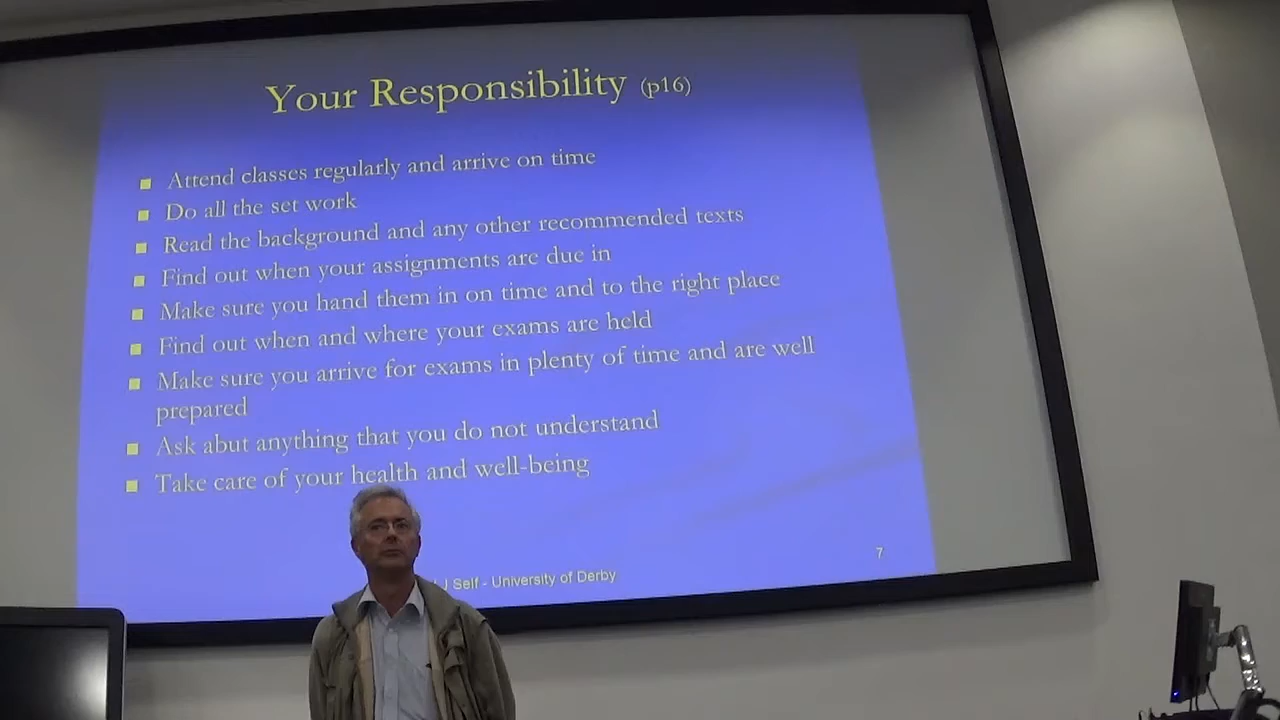 Your Responsibility (p16)
Attend classes regularly and arrive on time
Do all the set work
Read the background and any other recommended texts
Find out when your assignments are due in
Make sure you hand them in on time and to the right place
Find out when and where your exams are held
Make sure you arrive for exams in plenty of time and are well
prepared
Ask abut anything that you do not understand
Take care of your health and well-being
J Self - University of Derby
7